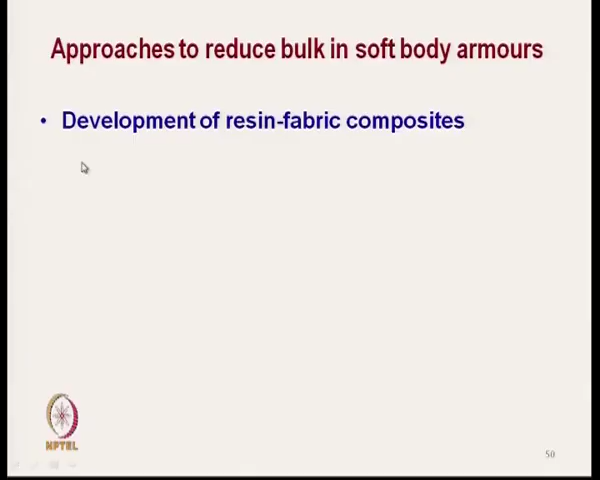 Approaches to reduce bulk in soft body armours
• Development of resin-fabric composites
NPTEL
50